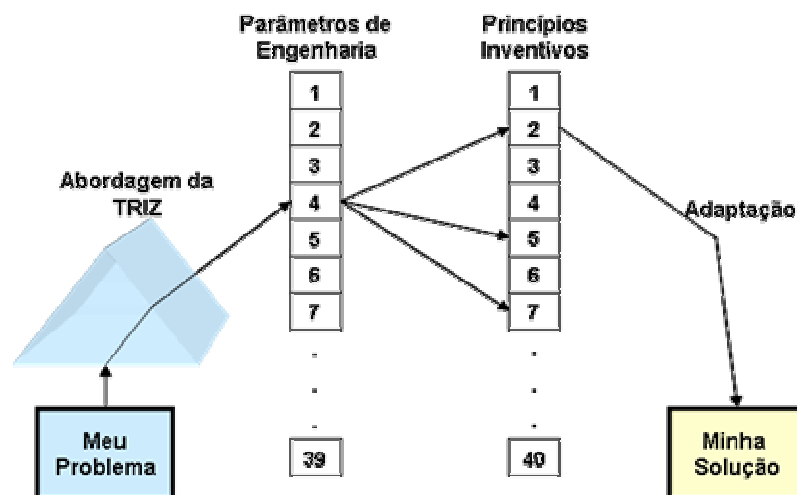 Parâmetros de
Engenharia
Princípios
Inventivos
Abordagem da
TRIZ
1
2
3
4
5
6
7
.
.
.
39
1
2
3
4
5
6
7
.
.
.
40
Adaptação
Meu
Problema
Minha
Solução